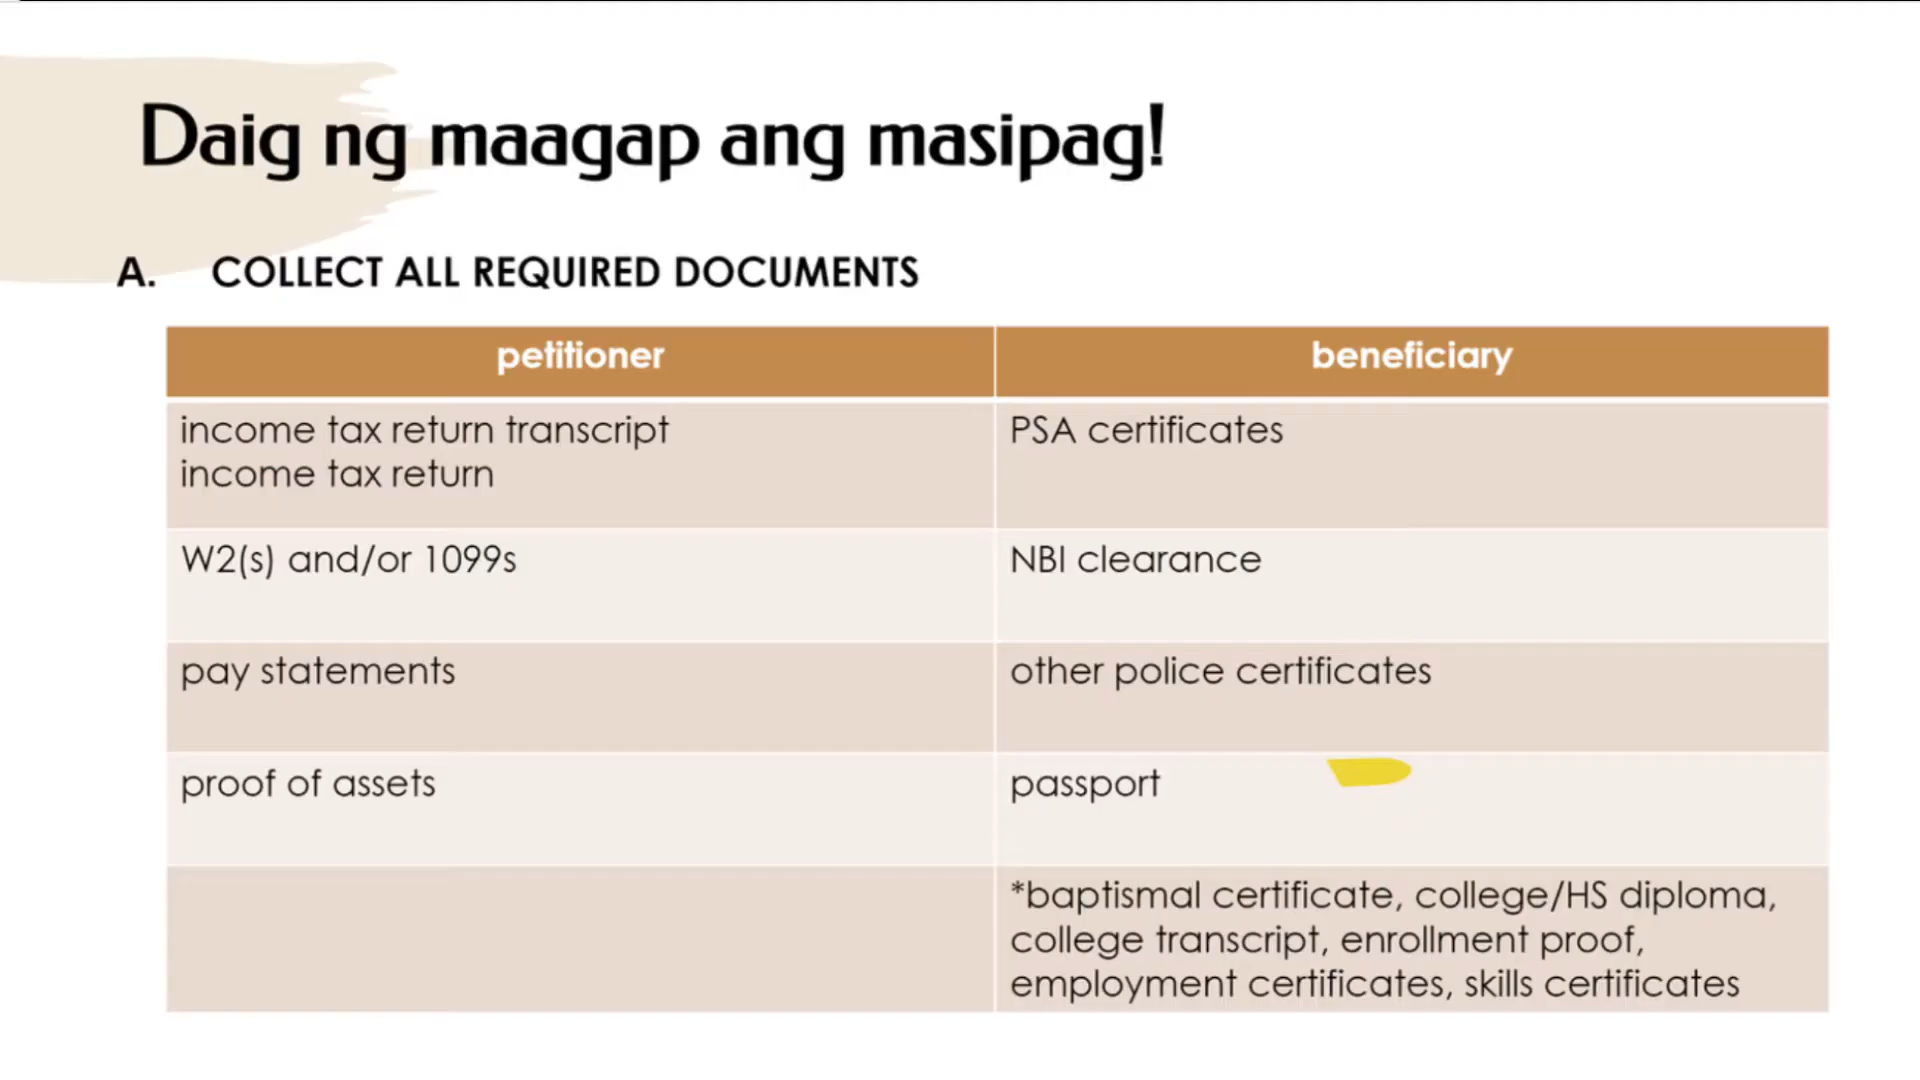 Daig ng maagap ang masipag!
A. COLLECT ALL REQUIRED DOCUMENTS
petitioner
beneficiary
income tax return transcript
income tax return
PSA certificates
W2(s) and/or 1099s
NBI clearance
pay statements
other police certificates
proof of assets
passport
*baptismal certificate, college/HS diploma,
college transcript, enrollment proof,
employment certificates, skills certificates